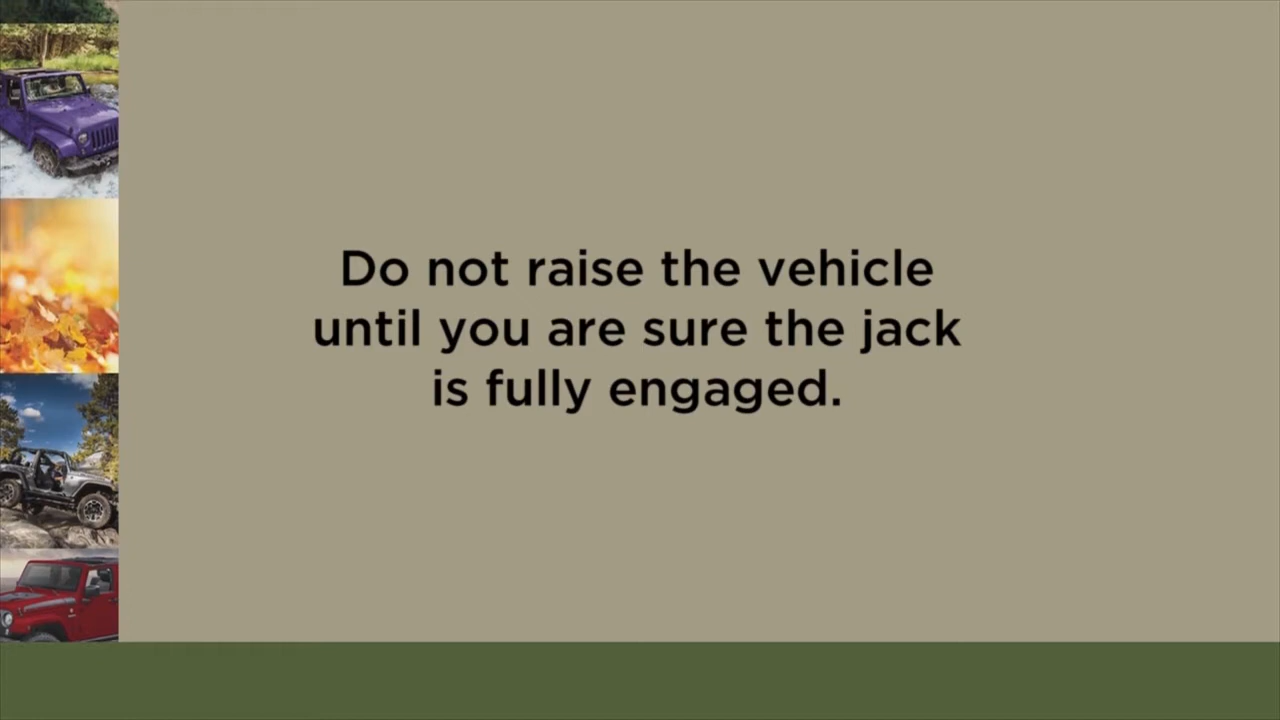 Do not raise the vehicle
until you are sure the jack
is fully engaged.